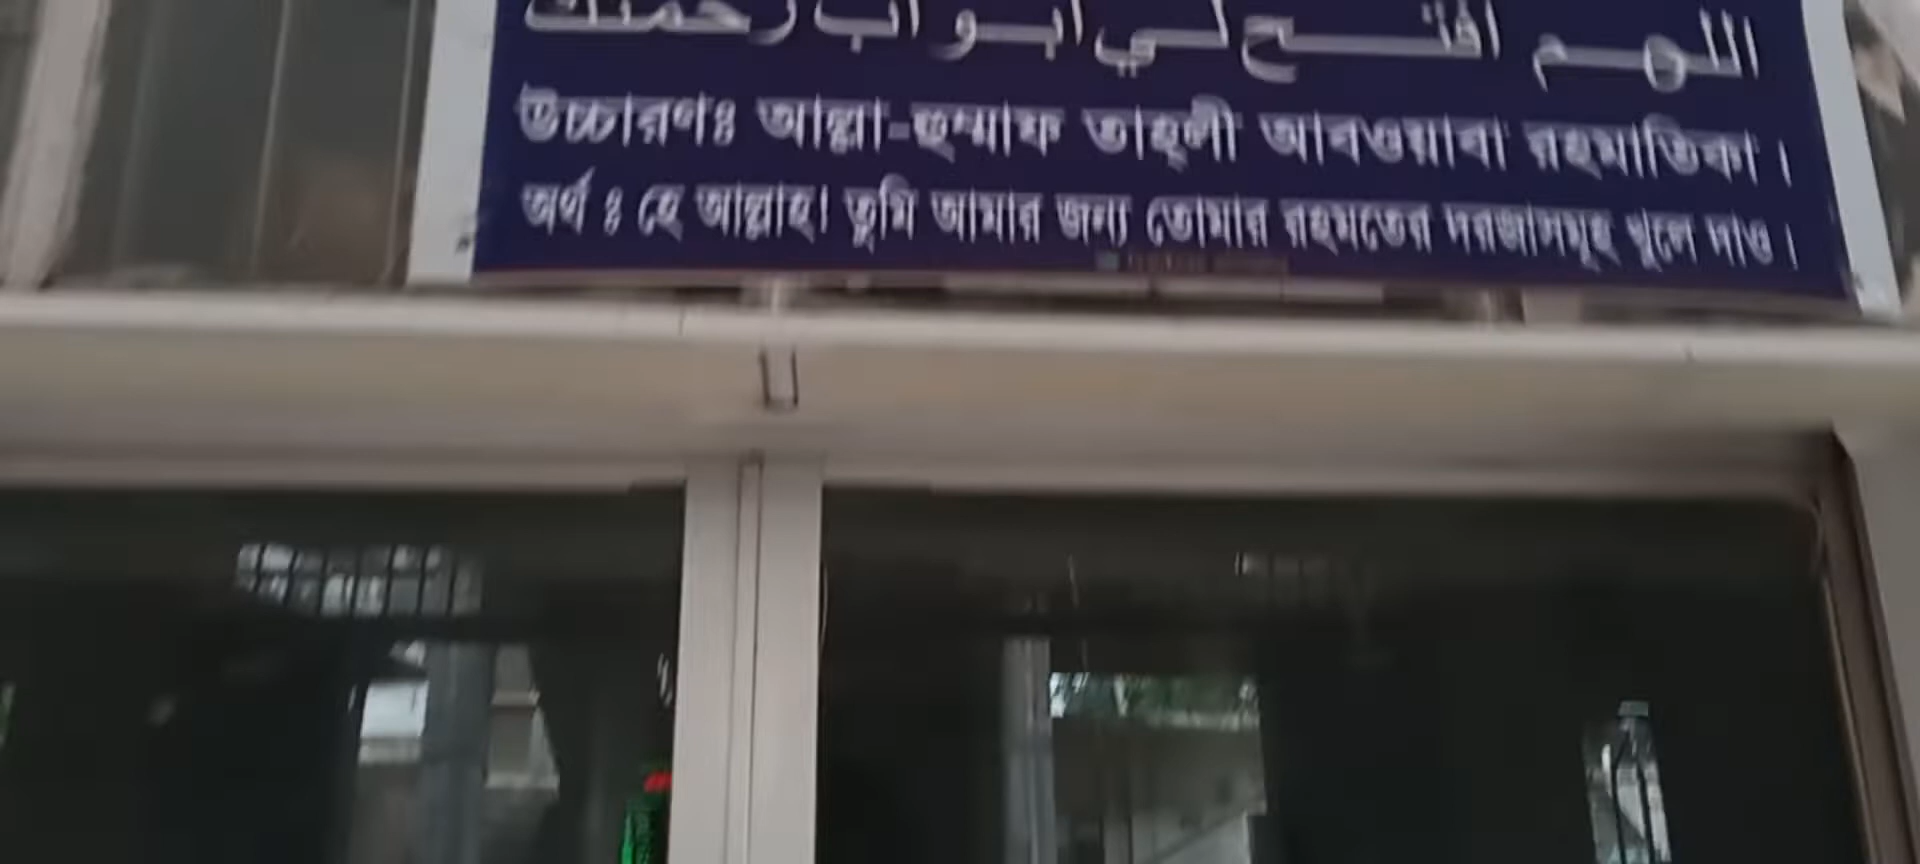 اللهم افتح لي ابواب رحمتك
উচ্চারণঃ আল্লা-হুম্মাফ তাহ্‌লী আবওয়াবা রহমাতিকা ।
অর্থ ঃ হে আল্লাহ! তুমি আমার জন্য তোমার রহমতের দরজাসমূহ খুলে দাও ।